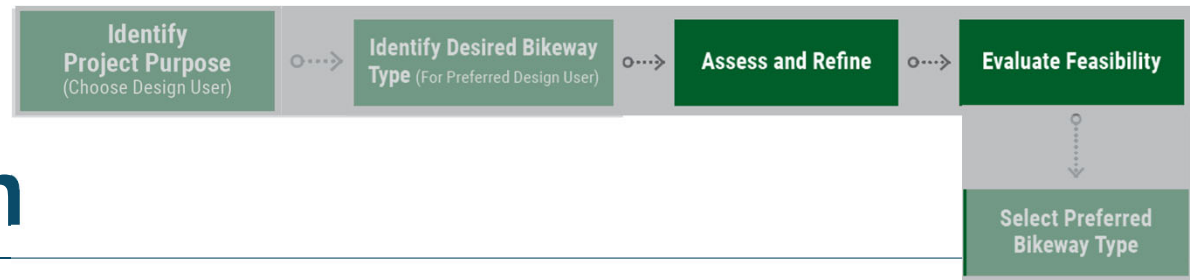 Identify
Project Purpose
(Choose Design User)
Identify Desired Bikeway
Type (For Preferred Design User)
Assess and Refine
Evaluate Feasibility
Select Preferred
Bikeway Type
n